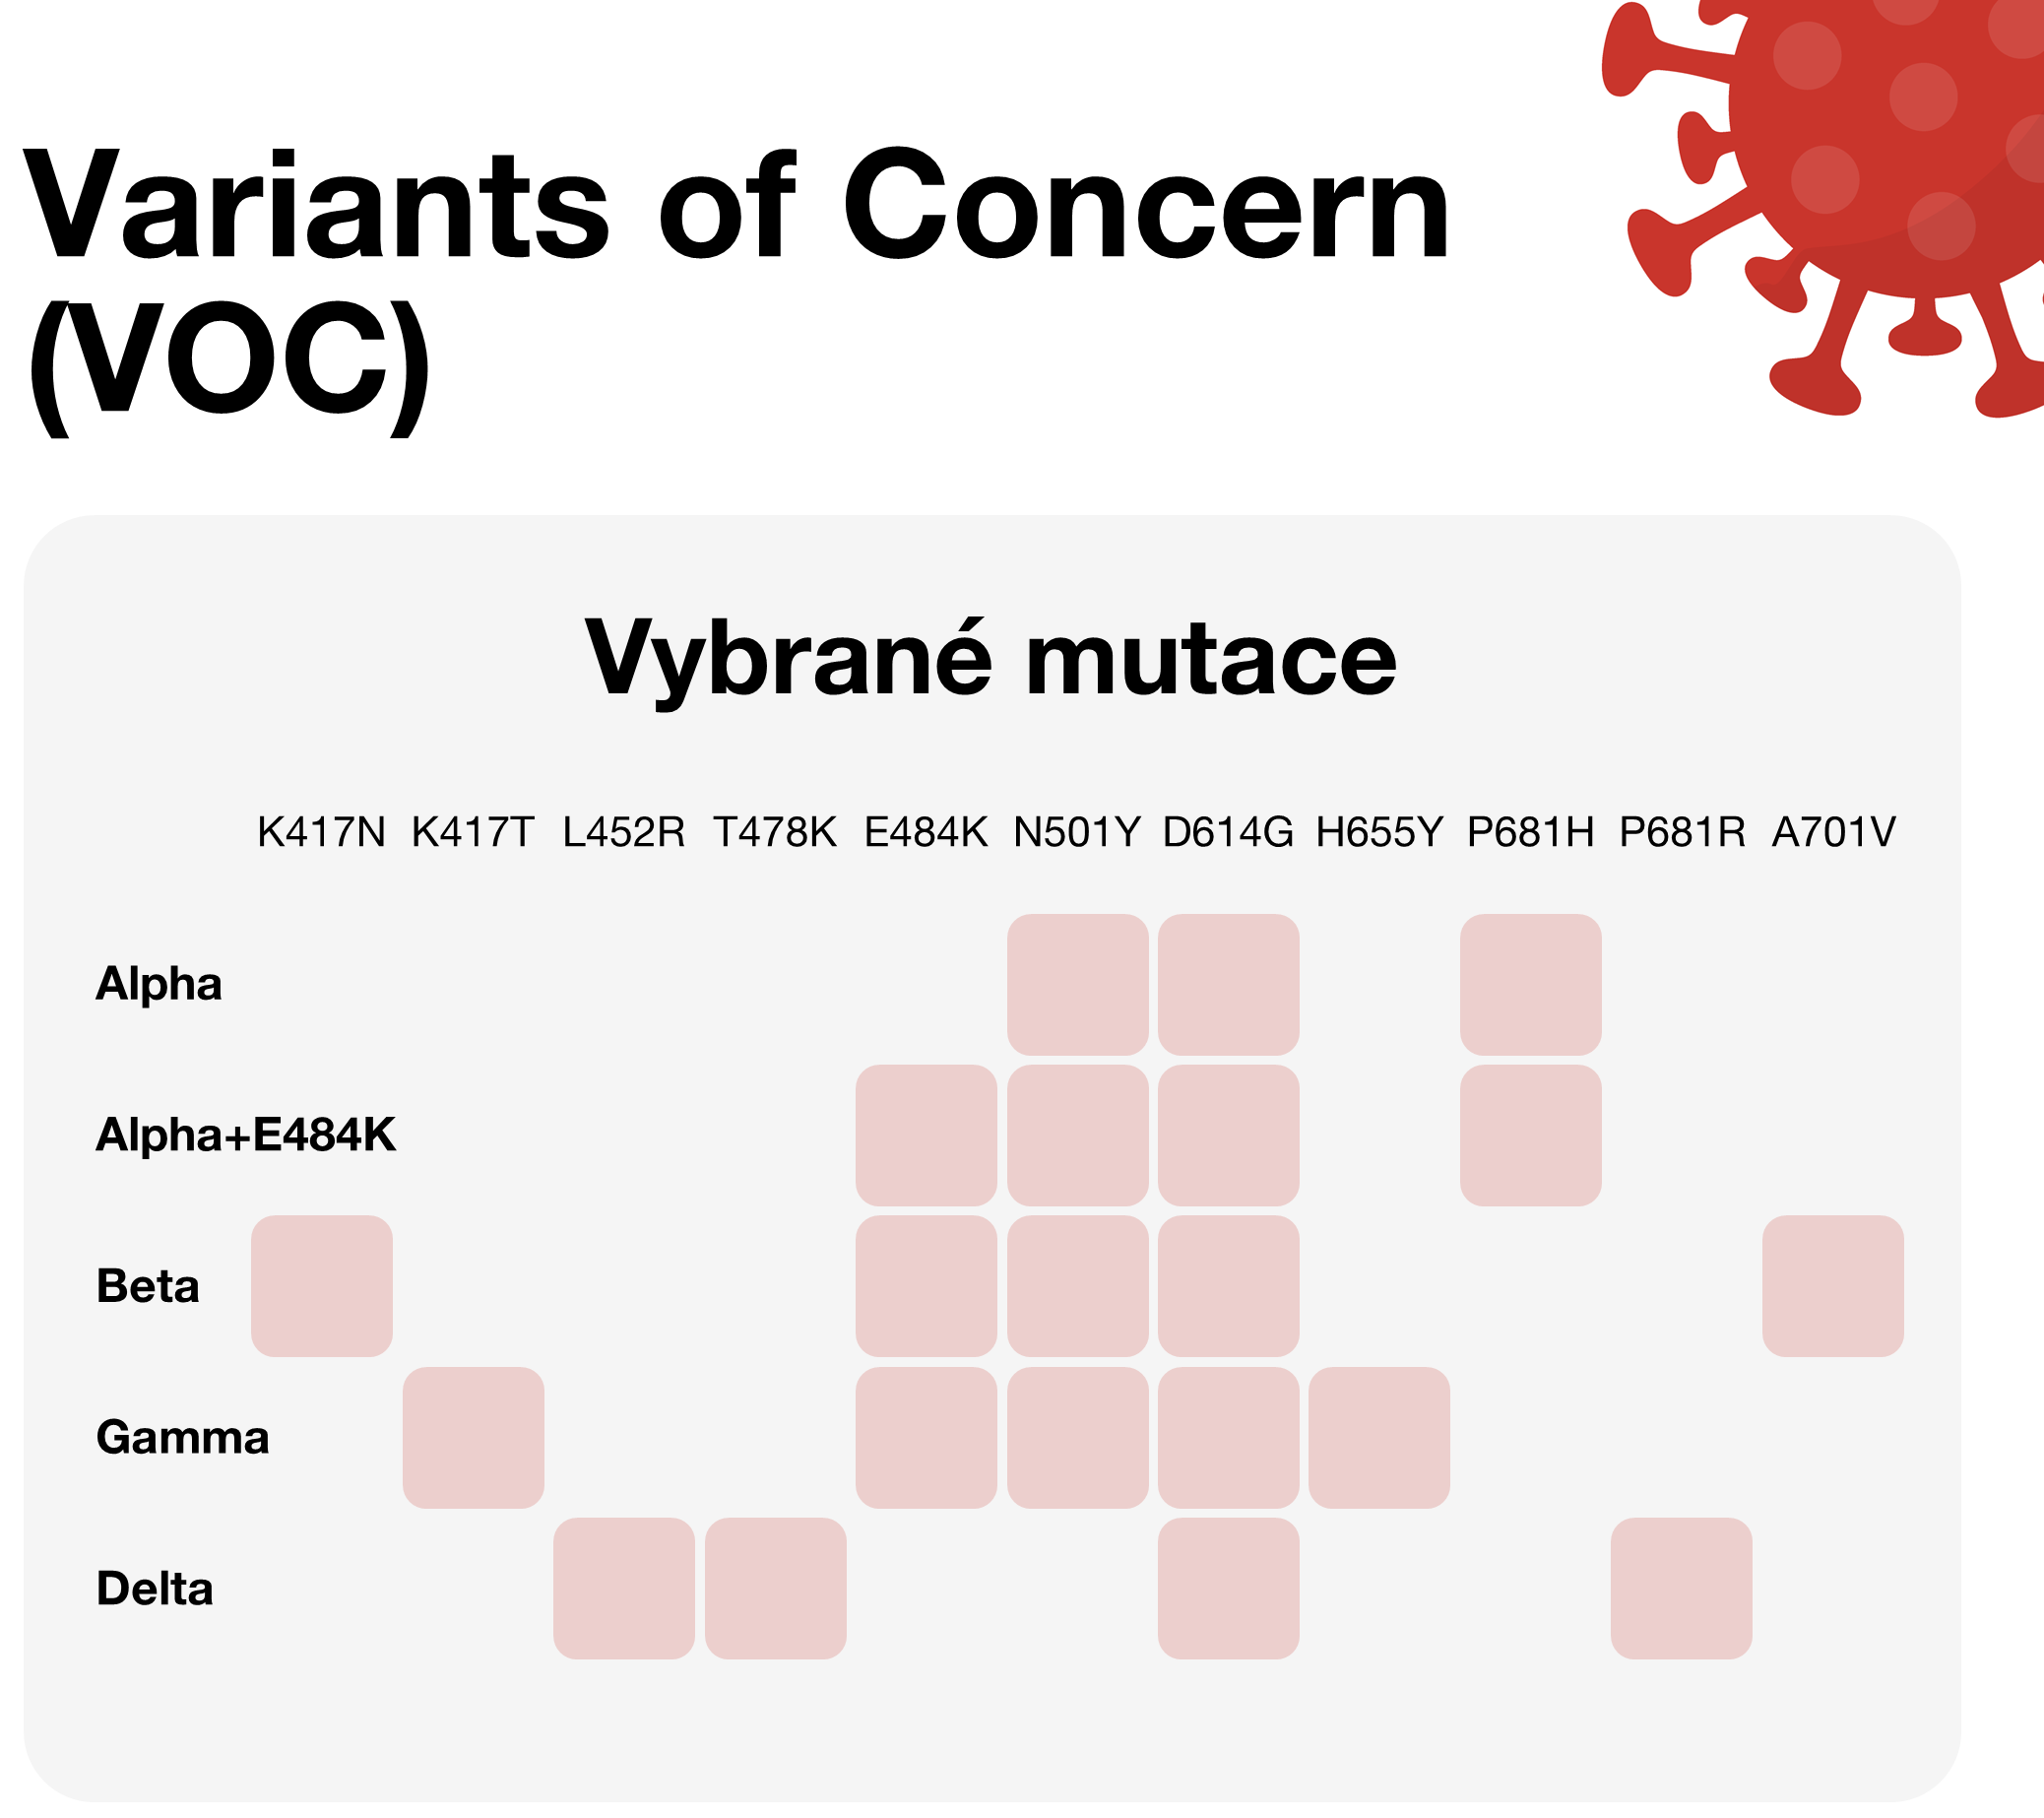 Variants of Concern
(VOC)
Vybrané mutace
K417N K417T L452R T478K E484K N501Y D614G H655Y P681H P681R A701V
Alpha
Alpha+E484K
Beta
Gamma
Delta